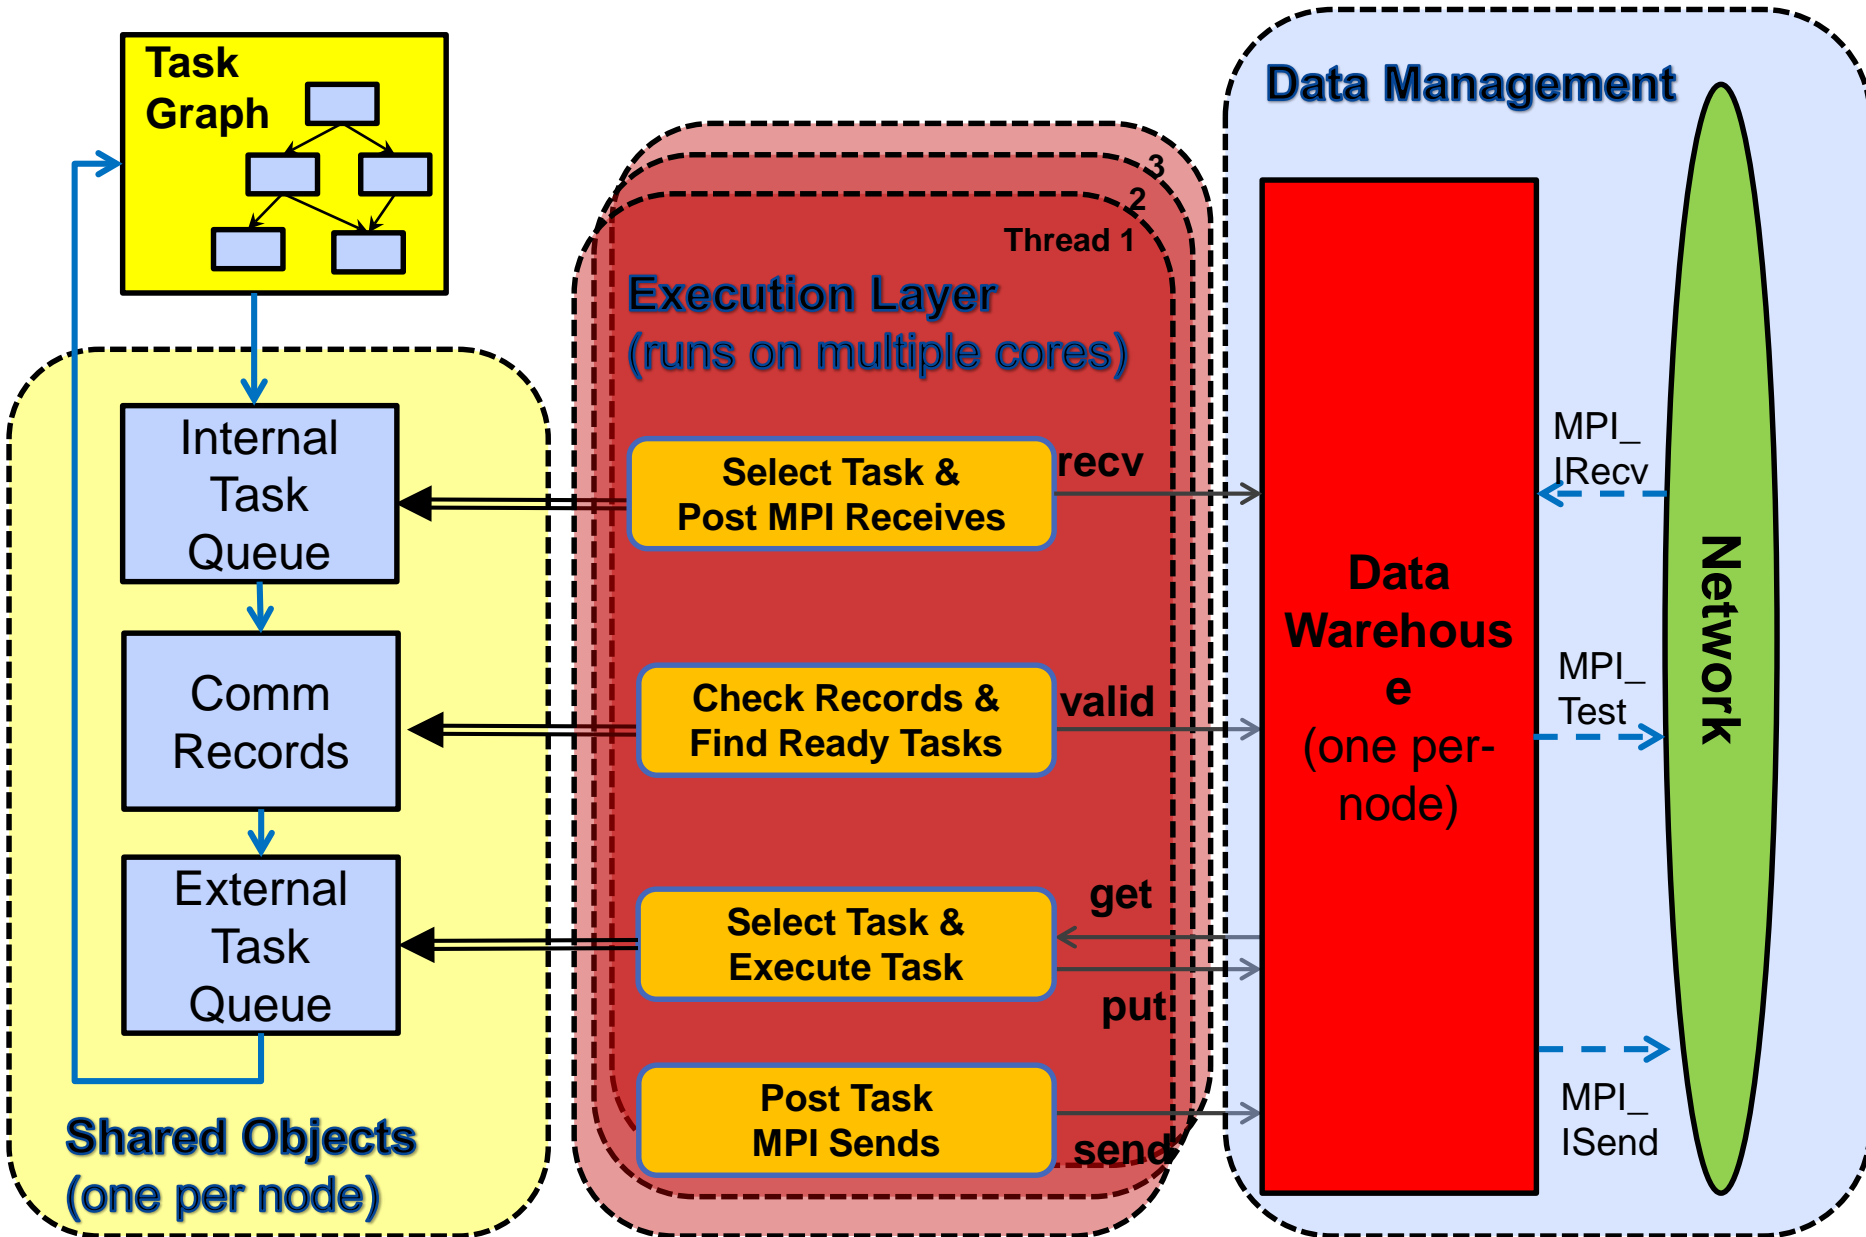 Task
Graph
Internal
Task
Queue
Comm
Records
External
Task
Queue
Shared Objects
(one per node)
3
2
Thread 1
Execution Layer
(runs on multiple cores)
Select Task &
Post MPI Receives
recv
Check Records &
Find Ready Tasks
valid
Select Task &
Execute Task
get
put
Post Task
MPI Sends
send
Data Management
Data
Warehous
e
(one per-
node)
MPI_
IRecv
MPI_
Test
MPI_
ISend
Network